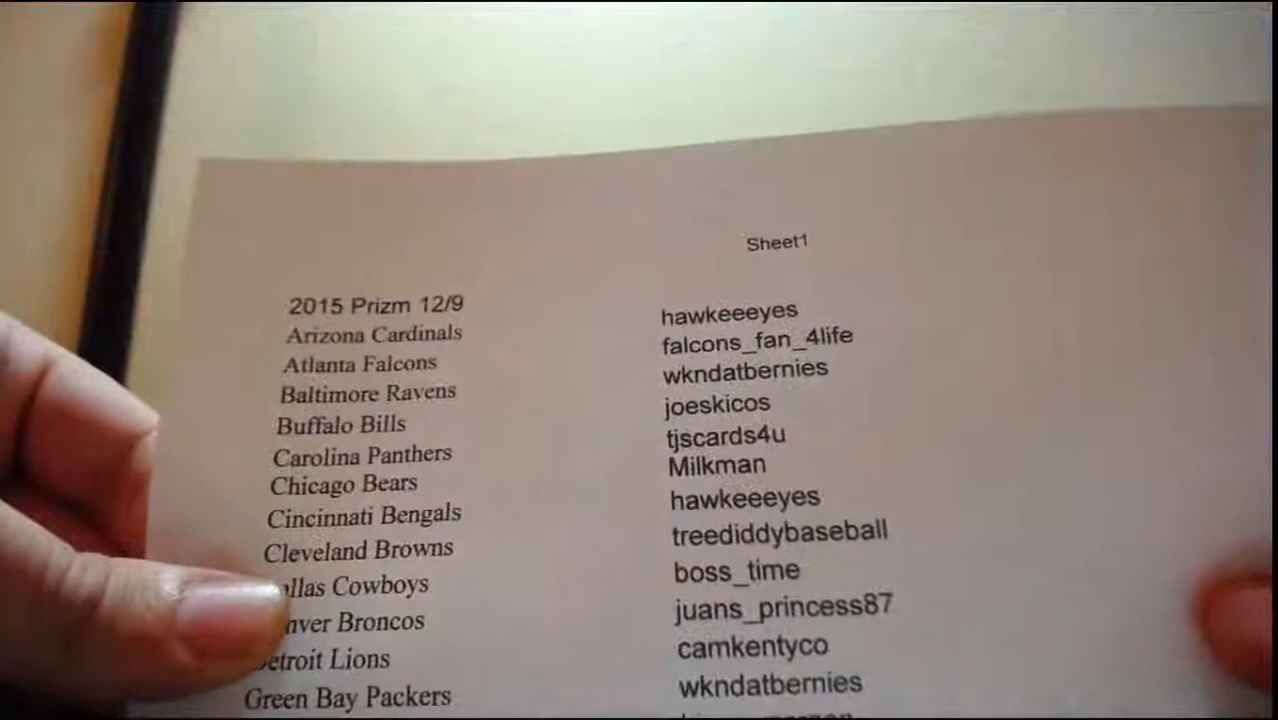 Sheet1
2015 Prizm 12/9
Arizona Cardinals hawkeeeyes
Atlanta Falcons falcons_fan_4life
Baltimore Ravens wkndatbernies
Buffalo Bills joeskicos
Carolina Panthers tjscards4u
Chicago Bears Milkman
Cincinnati Bengals hawkeeeyes
Cleveland Browns treediddybaseball
allas Cowboys boss_time
nver Broncos juans_princess87
etroit Lions camkentyco
Green Bay Packers wkndatbernies